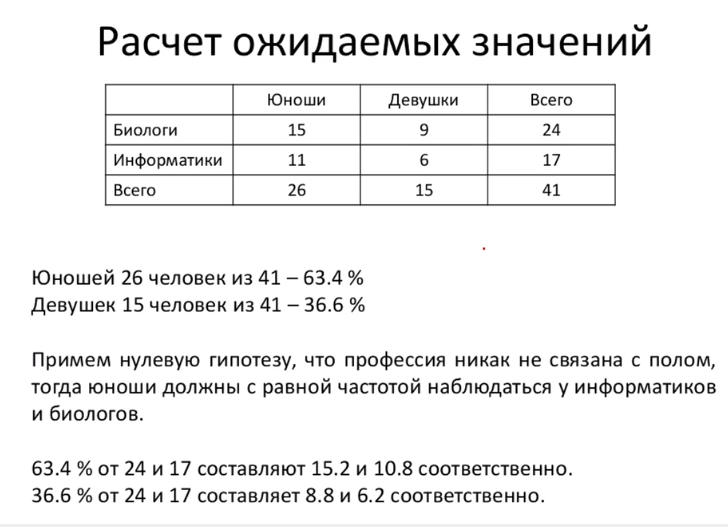 Расчет ожидаемых значений
Юноши Девушки Всего
Биологи 15 9 24
Информатики 11 6 17
Всего 26 15 41
Юношей 26 человек из 41 – 63.4 %
Девушек 15 человек из 41 – 36.6 %
Примем нулевую гипотезу, что профессия никак не связана с полом,
тогда юноши должны с равной частотой наблюдаться у информатиков
и биологов.
63.4 % от 24 и 17 составляют 15.2 и 10.8 соответственно.
36.6 % от 24 и 17 составляет 8.8 и 6.2 соответственно.